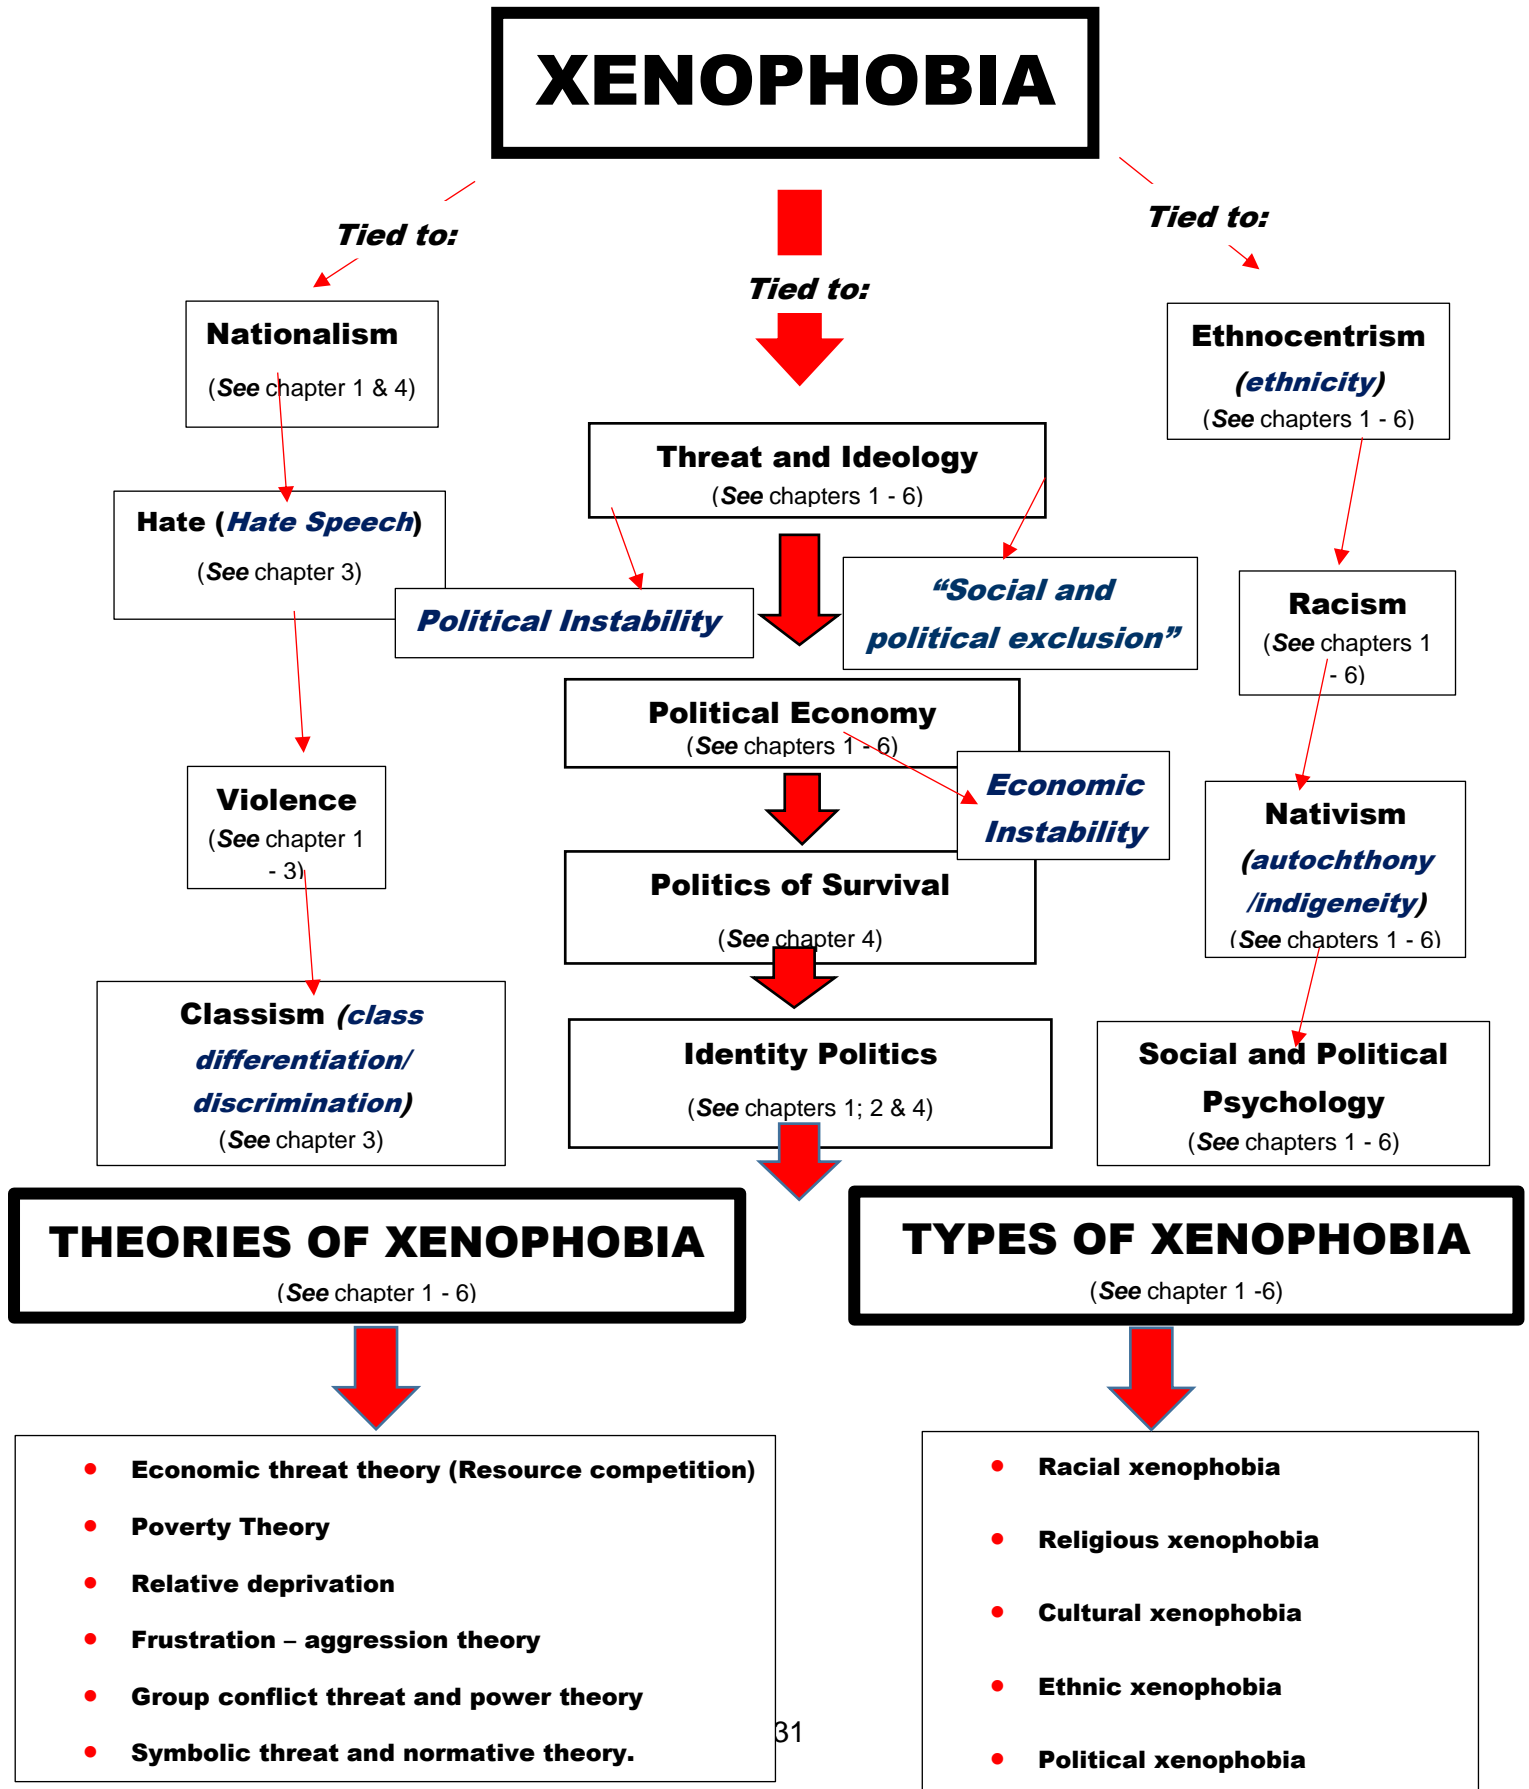 XENOPHOBIA
Tied to:
Tied to:
Tied to:
Nationalism
(See chapter 1 & 4)
Hate (Hate Speech)
(See chapter 3)
Violence
(See chapter 1
- 3)
Classism (class
differentiation/
discrimination)
(See chapter 3)
Threat and Ideology
(See chapters 1 - 6)
Political Instability
“Social and
political exclusion”
Political Economy
(See chapters 1 - 6)
Economic
Instability
Politics of Survival
(See chapter 4)
Identity Politics
(See chapters 1; 2 & 4)
Ethnocentrism
(ethnicity)
(See chapters 1 - 6)
Racism
(See chapters 1
- 6)
Nativism
(autochthony
/indigeneity)
(See chapters 1 - 6)
Social and Political
Psychology
(See chapters 1 - 6)
THEORIES OF XENOPHOBIA
(See chapter 1 - 6)
• Economic threat theory (Resource competition)
• Poverty Theory
• Relative deprivation
• Frustration – aggression theory
• Group conflict threat and power theory
• Symbolic threat and normative theory.
TYPES OF XENOPHOBIA
(See chapter 1 -6)
• Racial xenophobia
• Religious xenophobia
• Cultural xenophobia
• Ethnic xenophobia
• Political xenophobia
31